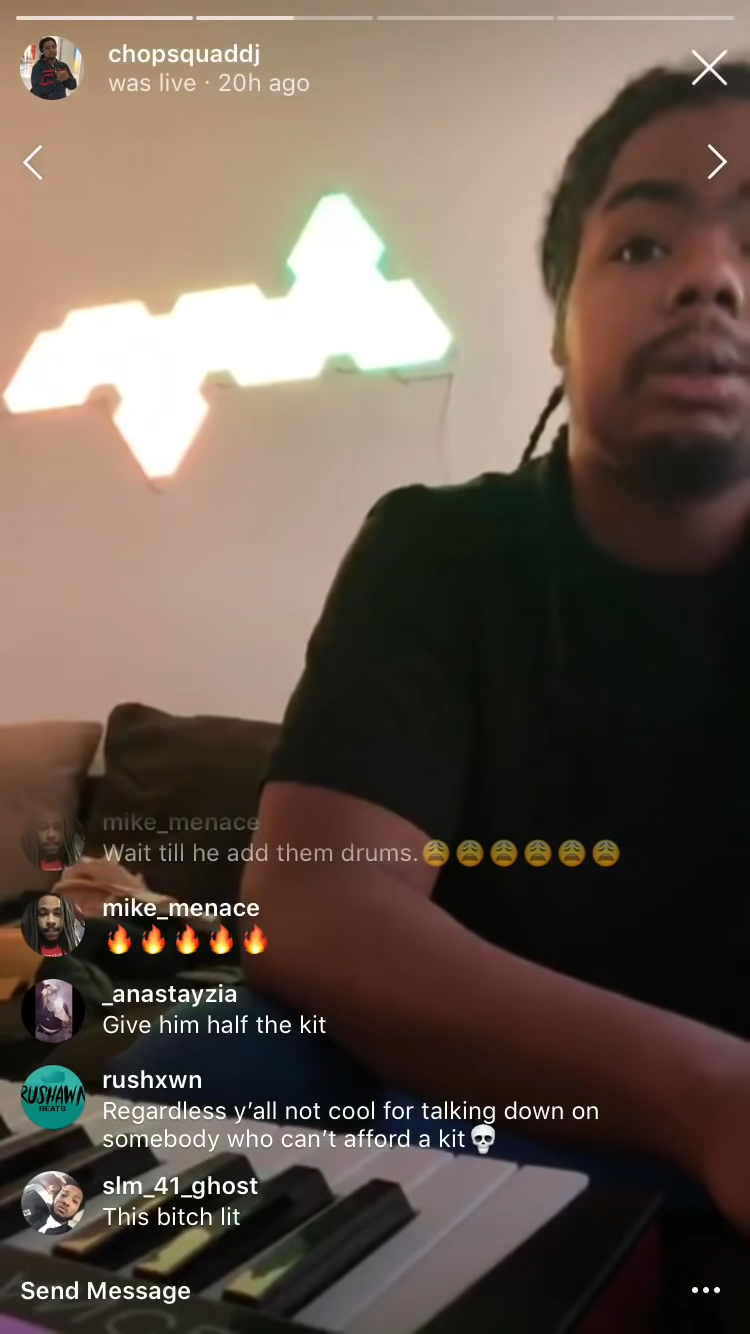 chopsquaddj
was live · 20h ago
mike_menace
Wait till he add them drums.😩😩😩😩😩😩
mike_menace
🔥🔥🔥🔥🔥
_anastayzia
Give him half the kit
RUSHAWN
BEATS
rushxwn
Regardless y’all not cool for talking down on
somebody who can’t afford a kit💀
slm_41_ghost
This bitch lit
Send Message